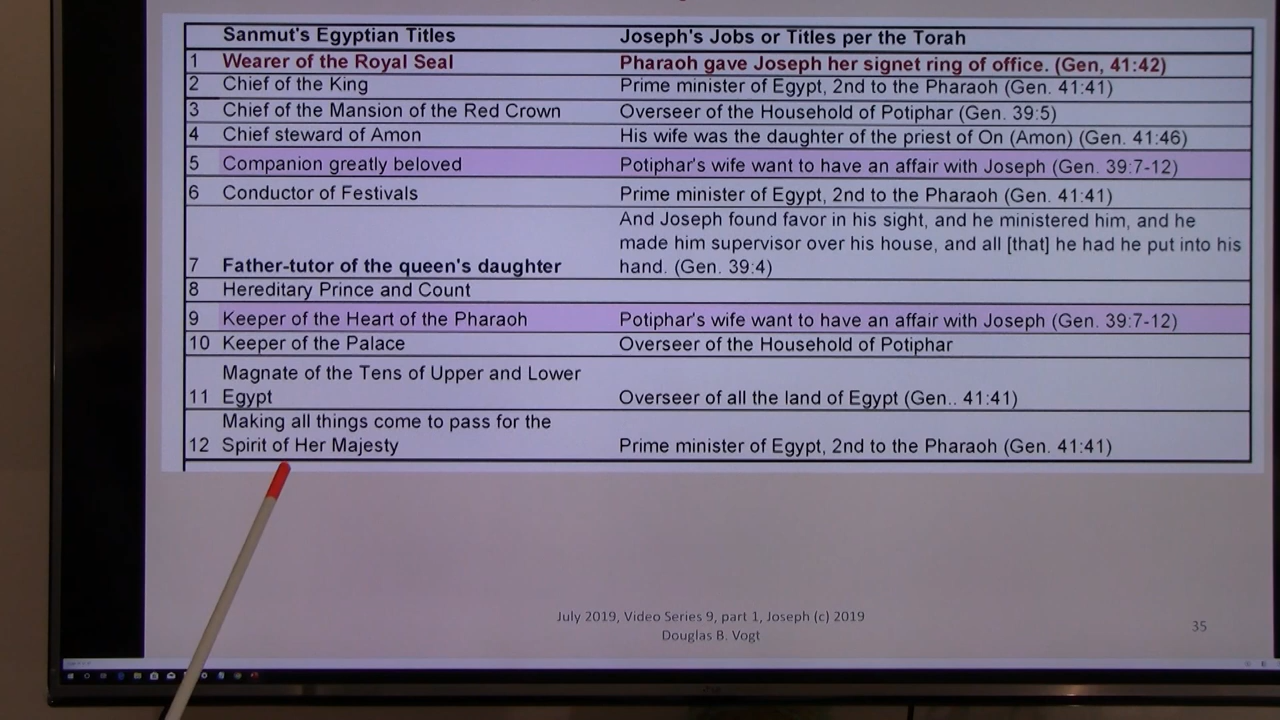 Sanmut's Egyptian Titles Joseph's Jobs or Titles per the Torah
1 Wearer of the Royal Seal Pharaoh gave Joseph her signet ring of office. (Gen, 41:42)
2 Chief of the King Prime minister of Egypt, 2nd to the Pharaoh (Gen. 41:41)
3 Chief of the Mansion of the Red Crown Overseer of the Household of Potiphar (Gen. 39:5)
4 Chief steward of Amon His wife was the daughter of the priest of On (Amon) (Gen. 41:46)
5 Companion greatly beloved Potiphar's wife want to have an affair with Joseph (Gen. 39:7-12)
6 Conductor of Festivals Prime minister of Egypt, 2nd to the Pharaoh (Gen. 41:41)
And Joseph found favor in his sight, and he ministered him, and he
made him supervisor over his house, and all [that] he had he put into his
7 Father-tutor of the queen's daughter hand. (Gen. 39:4)
8 Hereditary Prince and Count
9 Keeper of the Heart of the Pharaoh Potiphar's wife want to have an affair with Joseph (Gen. 39:7-12)
10 Keeper of the Palace Overseer of the Household of Potiphar
Magnate of the Tens of Upper and Lower
11 Egypt Overseer of all the land of Egypt (Gen.. 41:41)
Making all things come to pass for the
12 Spirit of Her Majesty Prime minister of Egypt, 2nd to the Pharaoh (Gen. 41:41)
July 2019, Video Series 9, part 1, Joseph (c) 2019
Douglas B. Vogt
35